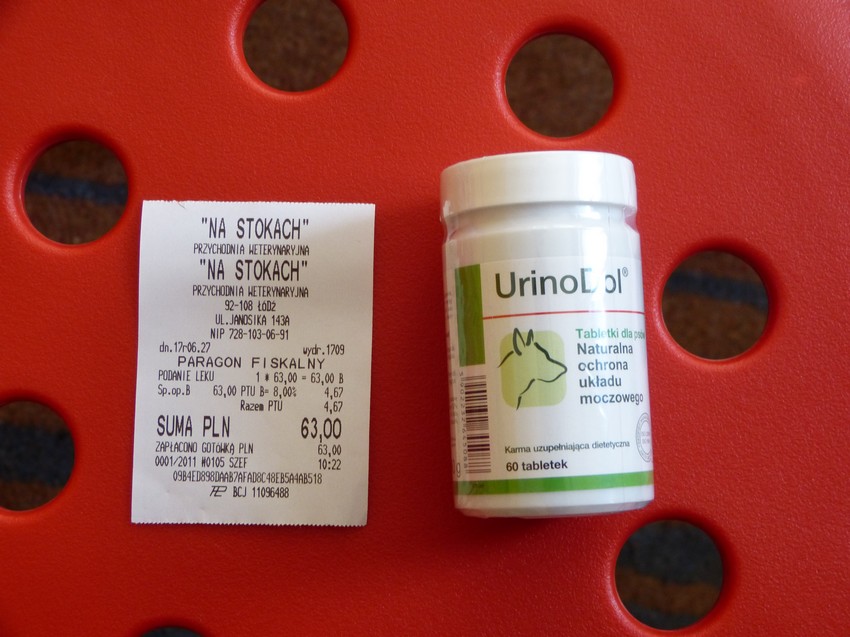 "NA STOKACH"
PRZYCHODNIA WETERYNARYJNA
"NA STOKACH"
PRZYCHODNIA WETERYNARYJNA
92-108 ŁÓDŹ
UL.JANOSIKA 143A
NIP 728-103-06-91
dn.17r06.27 wydr.1709
PARAGON FISKALNY
PODANIE LEKU 1 * 63,00 = 63,00 B
Sp.op.B 63,00 PTU B= 8,00% 4,67
Razem PTU 4,67
SUMA PLN 63,00
ZAPŁACONO GOTÓWKĄ PLN 63,00
0001/2011 #0105 SZEF 10:22
09B4ED898DAAB7AFAD8C48EB5A4AB518
BCJ 11096488
UrinoDol®
Tabletki dla psów
Naturalna
ochrona
układu
moczowego
Karma uzupełniająca dietetyczna
60 tabletek